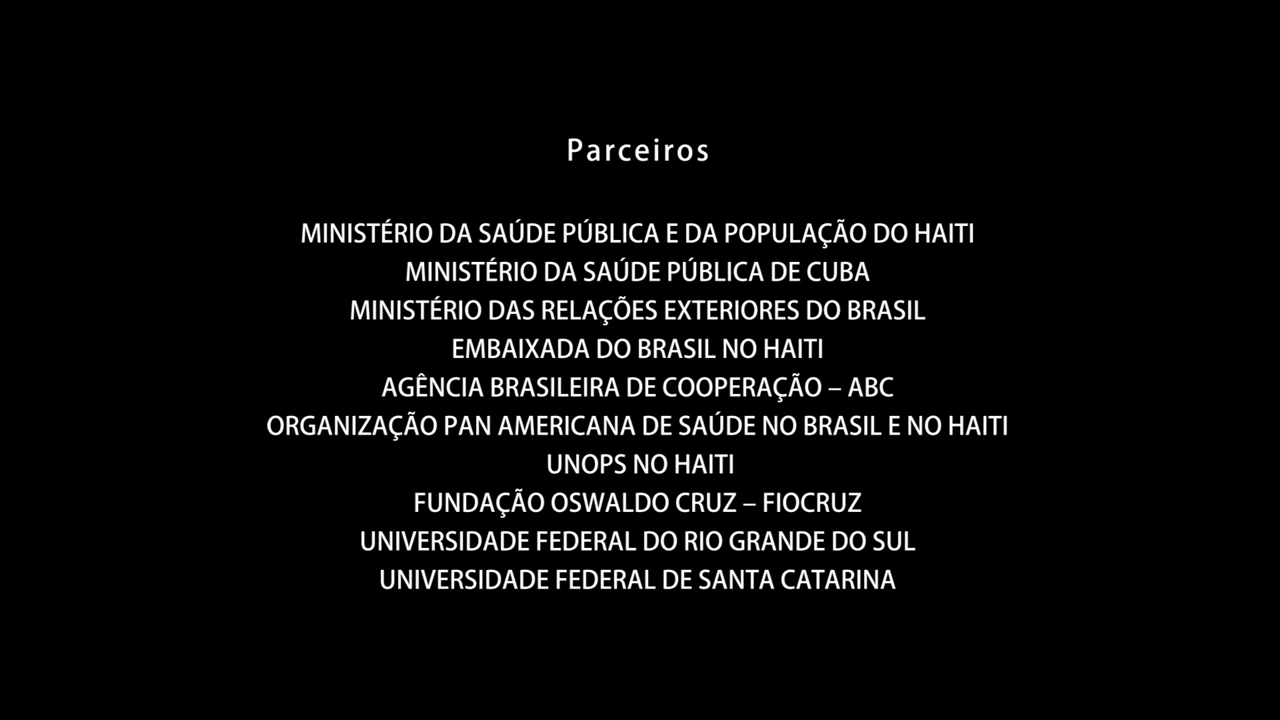 Parceiros
MINISTÉRIO DA SAÚDE PÚBLICA E DA POPULAÇÃO DO HAITI
MINISTÉRIO DA SAÚDE PÚBLICA DE CUBA
MINISTÉRIO DAS RELAÇÕES EXTERIORES DO BRASIL
EMBAIXADA DO BRASIL NO HAITI
AGÊNCIA BRASILEIRA DE COOPERAÇÃO – ABC
ORGANIZAÇÃO PAN AMERICANA DE SAÚDE NO BRASIL E NO HAITI
UNOPS NO HAITI
FUNDAÇÃO OSWALDO CRUZ – FIOCRUZ
UNIVERSIDADE FEDERAL DO RIO GRANDE DO SUL
UNIVERSIDADE FEDERAL DE SANTA CATARINA